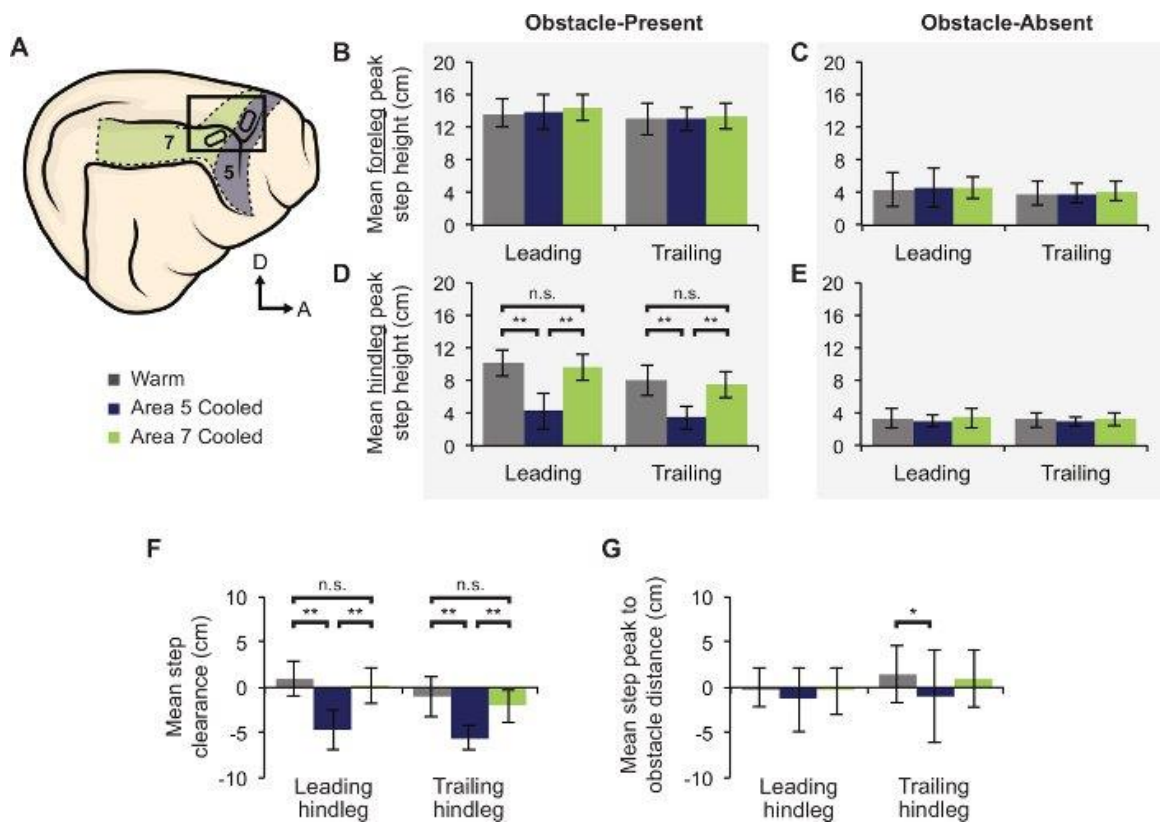 Obstacle-Present
Obstacle-Absent
A
7
5
D
A
Warm
Area 5 Cooled
Area 7 Cooled
B
Mean foreleg peak
step height (cm)
20
16
12
8
4
0
Leading
Trailing
C
20
16
12
8
4
0
Leading
Trailing
D
Mean hindleg peak
step height (cm)
20
16
12
8
4
0
n.s.
n.s.
** **
** **
Leading
Trailing
E
20
16
12
8
4
0
Leading
Trailing
F
Mean step
clearance (cm)
10
5
0
-5
-10
n.s.
n.s.
** **
** **
Leading
hindleg
Trailing
hindleg
G
Mean step peak to
obstacle distance (cm)
10
5
0
-5
-10
*
Leading
hindleg
Trailing
hindleg